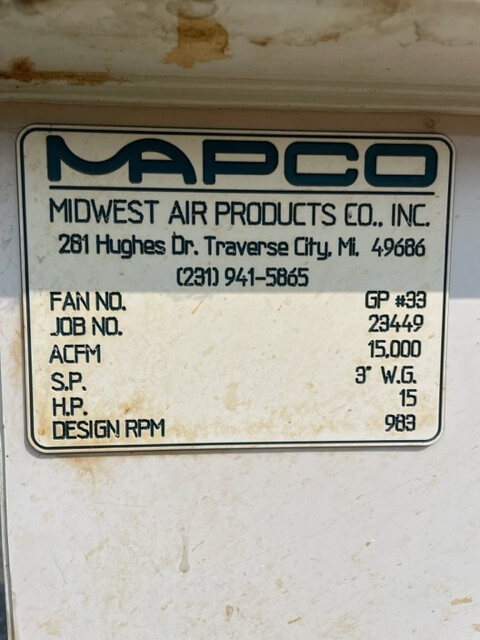 MAPCO
MIDWEST AIR PRODUCTS CO., INC.
281 Hughes Dr. Traverse City, Mi. 49686
(231) 941-5865
FAN NO. GP #33
JOB NO. 23449
ACFM 15,000
S.P. 3" W.G.
H.P. 15
DESIGN RPM 983